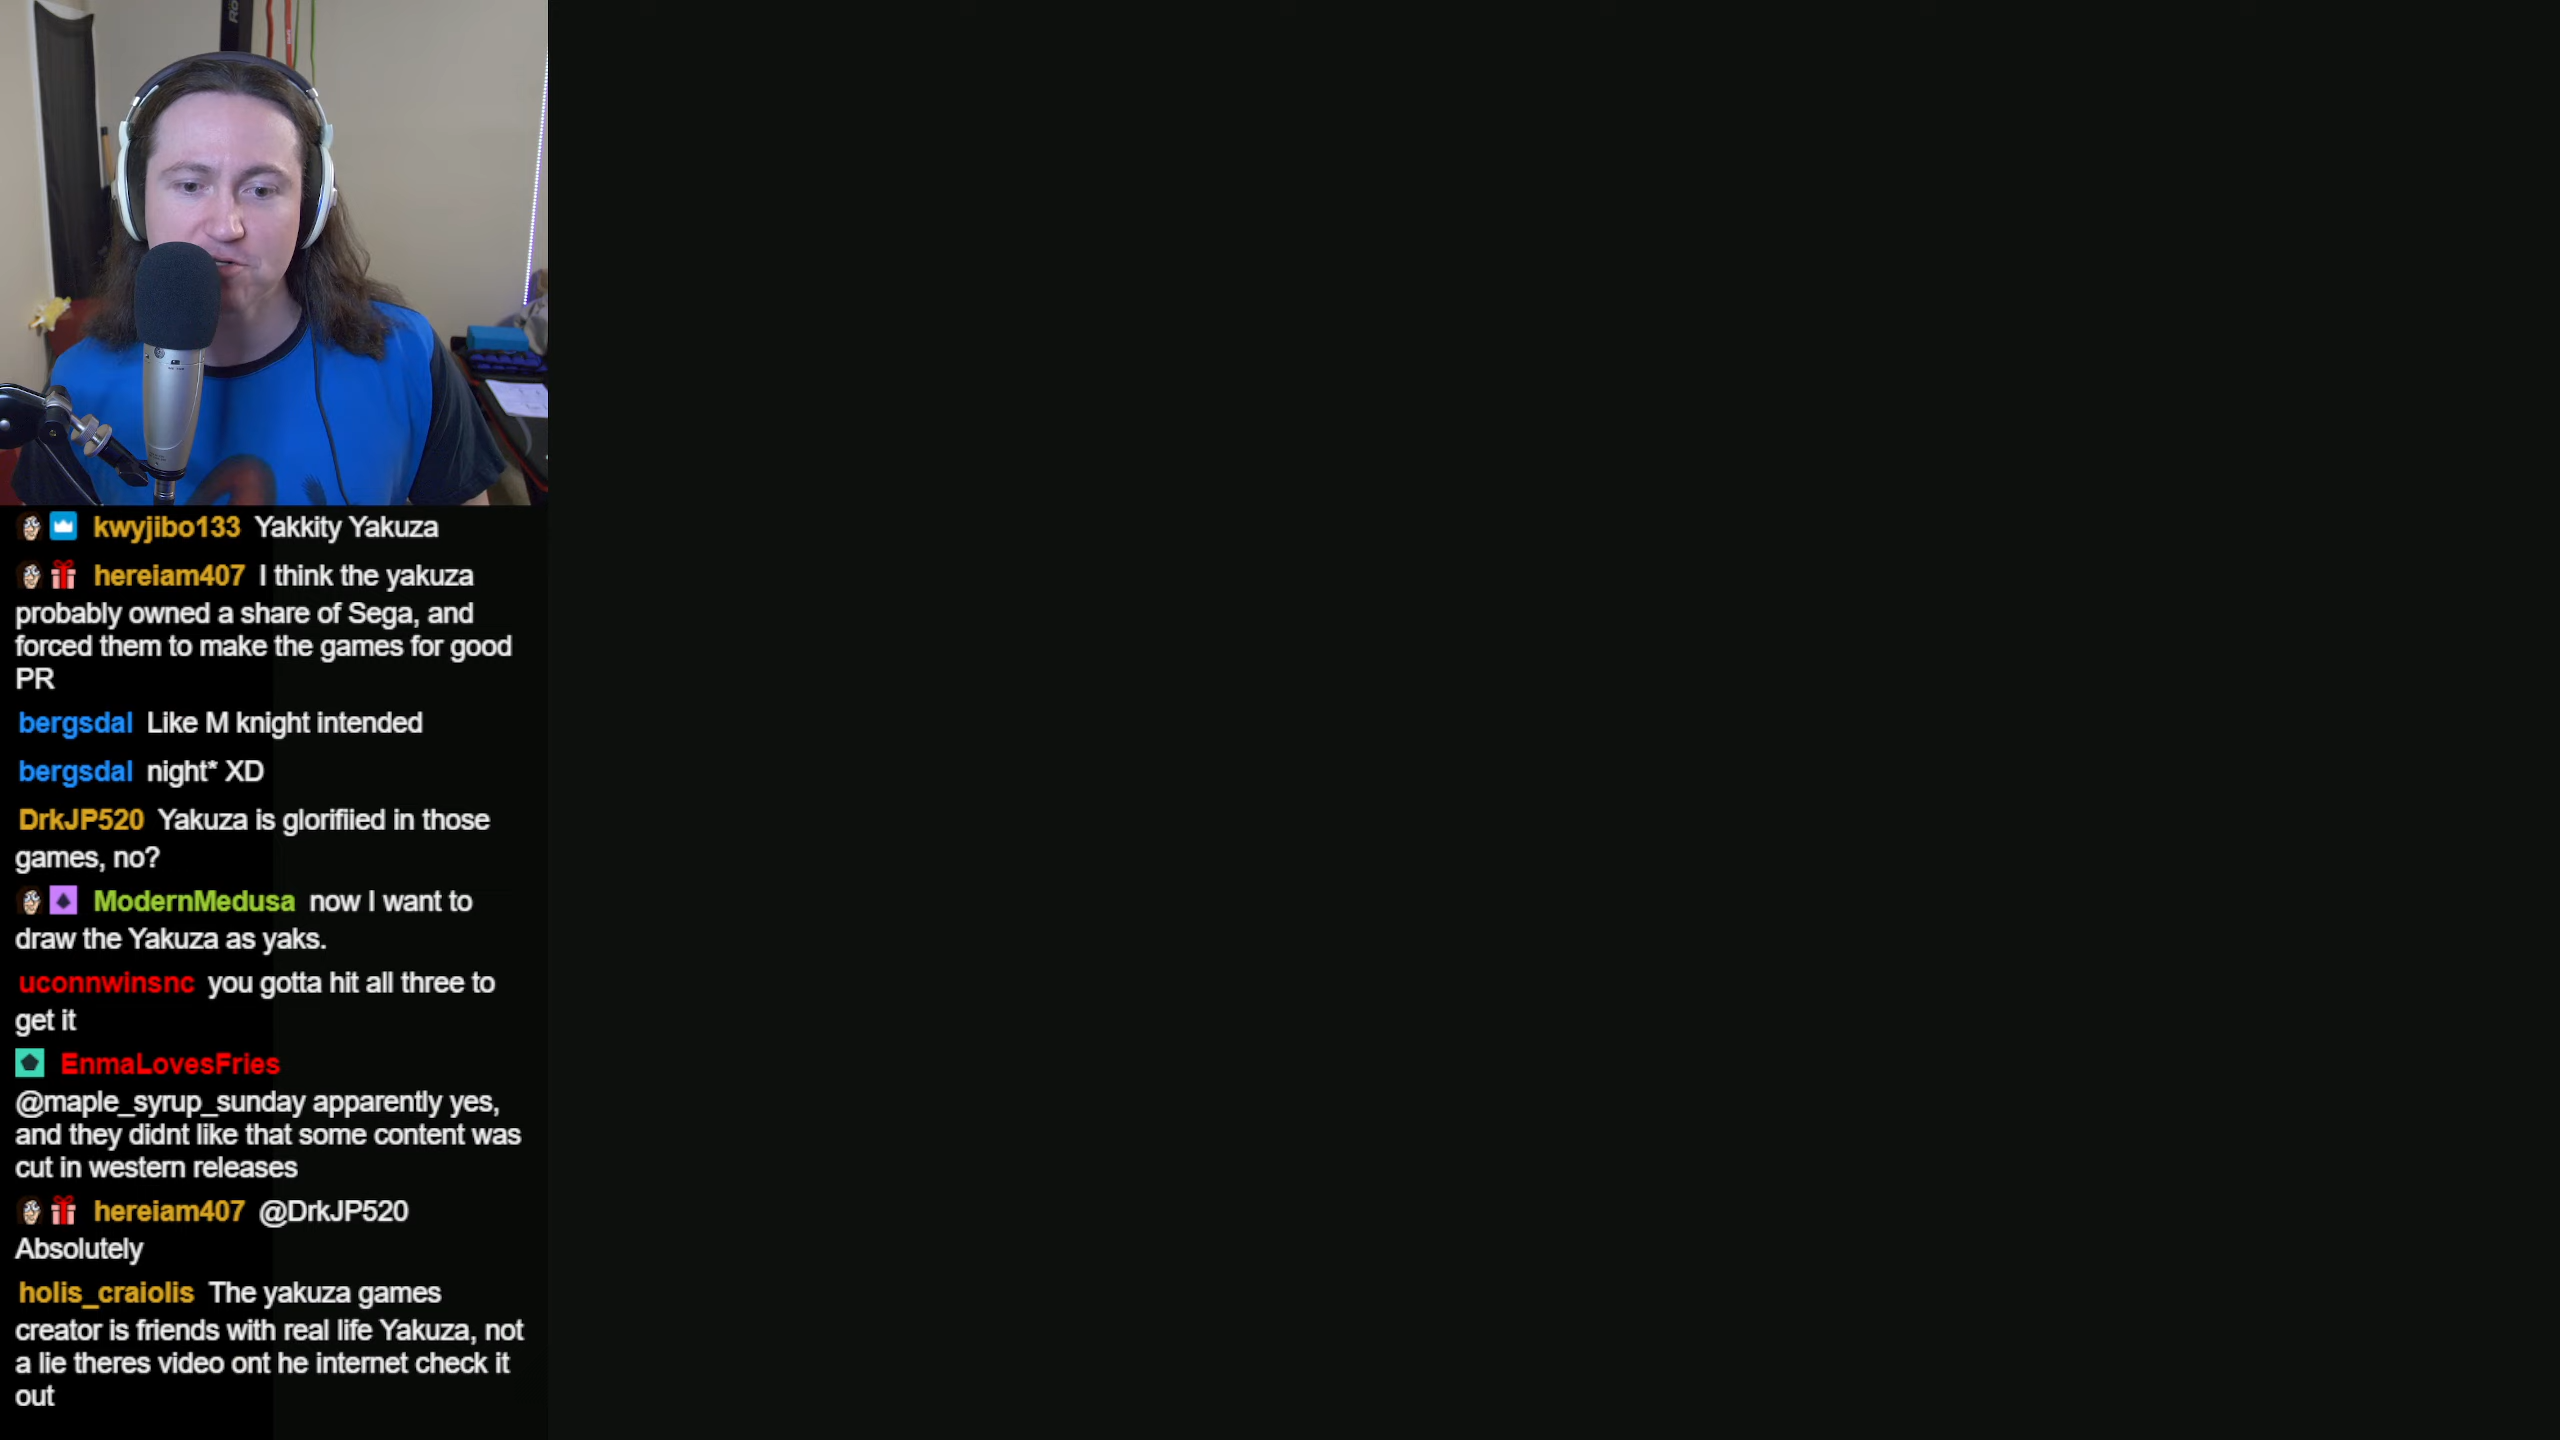 Ro
kwyjibo133 Yakkity Yakuza
hereiam407 I think the yakuza
probably owned a share of Sega, and
forced them to make the games for good
PR
bergsdal Like M knight intended
bergsdal night* XD
DrkJP520 Yakuza is glorifiied in those
games, no?
ModernMedusa now I want to
draw the Yakuza as yaks.
uconnwinsnc you gotta hit all three to
get it
EnmaLovesFries
@maple_syrup_sunday apparently yes,
and they didnt like that some content was
cut in western releases
hereiam407 @DrkJP520
Absolutely
holis_craiolis The yakuza games
creator is friends with real life Yakuza, not
a lie theres video ont he internet check it
out